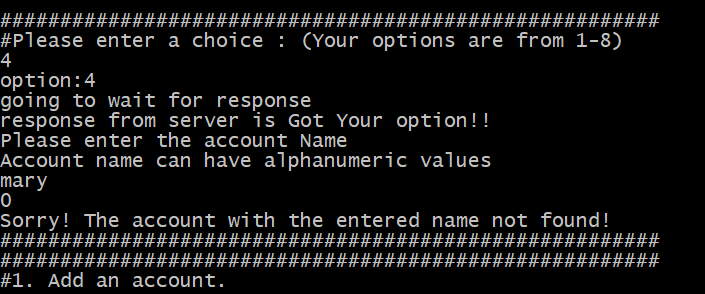 #######################################################
#Please enter a choice : (Your options are from 1-8)
4
option:4
going to wait for response
response from server is Got Your option!!
Please enter the account Name
Account name can have alphanumeric values
mary
0
Sorry! The account with the entered name not found!
#######################################################
#######################################################
#1. Add an account.